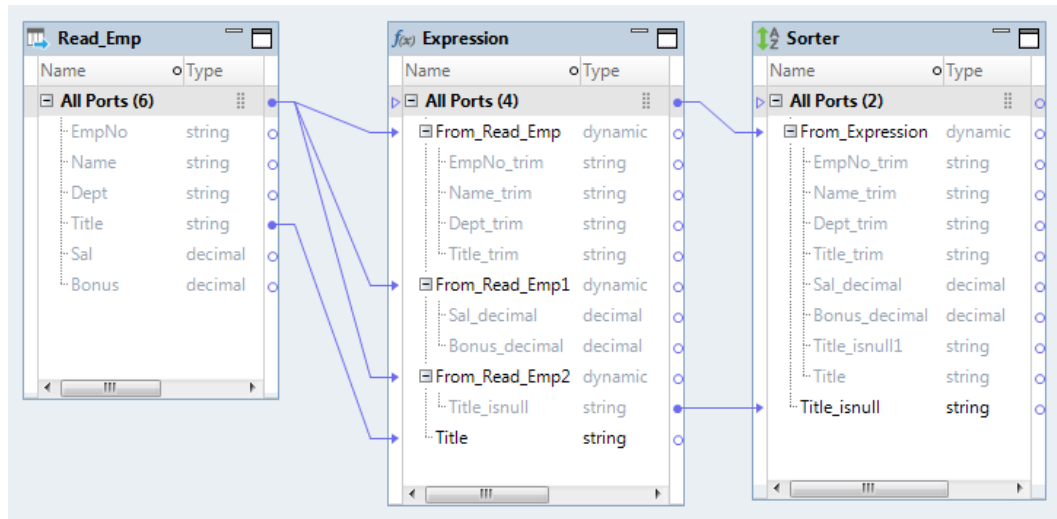 Read_Emp
Name Type
All Ports (6)
EmpNo string
Name string
Dept string
Title string
Sal decimal
Bonus decimal
f(x) Expression
Name Type
All Ports (4)
From_Read_Emp dynamic
EmpNo_trim string
Name_trim string
Dept_trim string
Title_trim string
From_Read_Emp1 dynamic
Sal_decimal decimal
Bonus_decimal decimal
From_Read_Emp2 dynamic
Title_isnull string
Title string
A Z Sorter
Name Type
All Ports (2)
From_Expression dynamic
EmpNo_trim string
Name_trim string
Dept_trim string
Title_trim string
Sal_decimal decimal
Bonus_decimal decimal
Title_isnull1 string
Title string
Title_isnull string